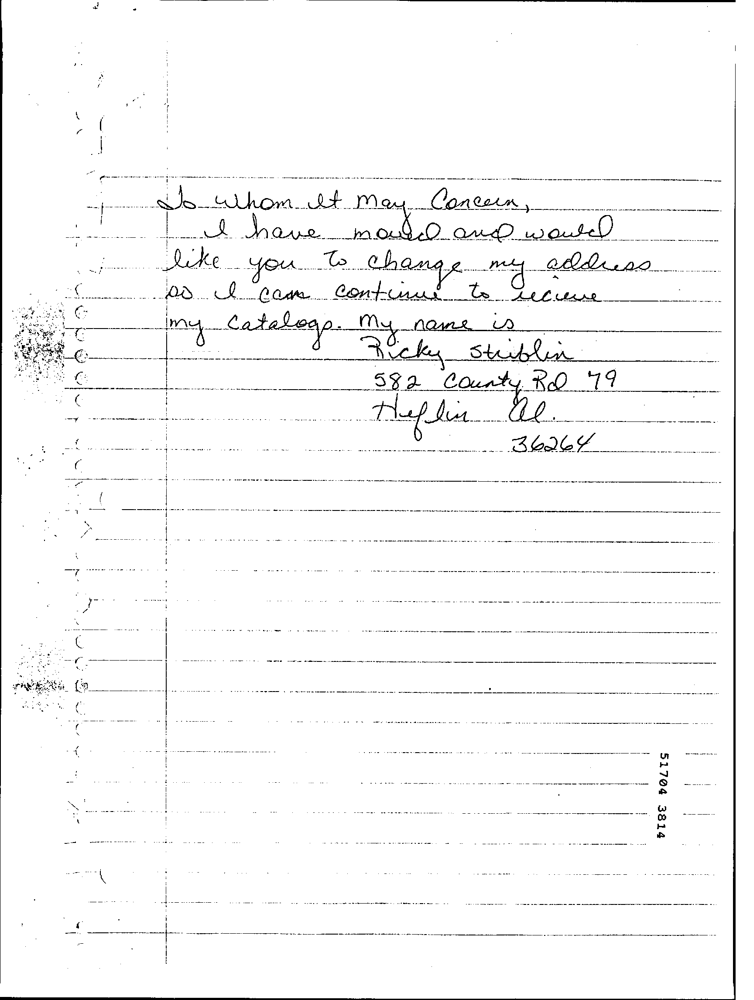 To Whom It May Concern,
I have moved and would
like you to change my address
so I can continue to recieve
my catalogs. My name is
Ricky Striblin
582 County Rd 79
Heflin Al.
36264
51704 3814